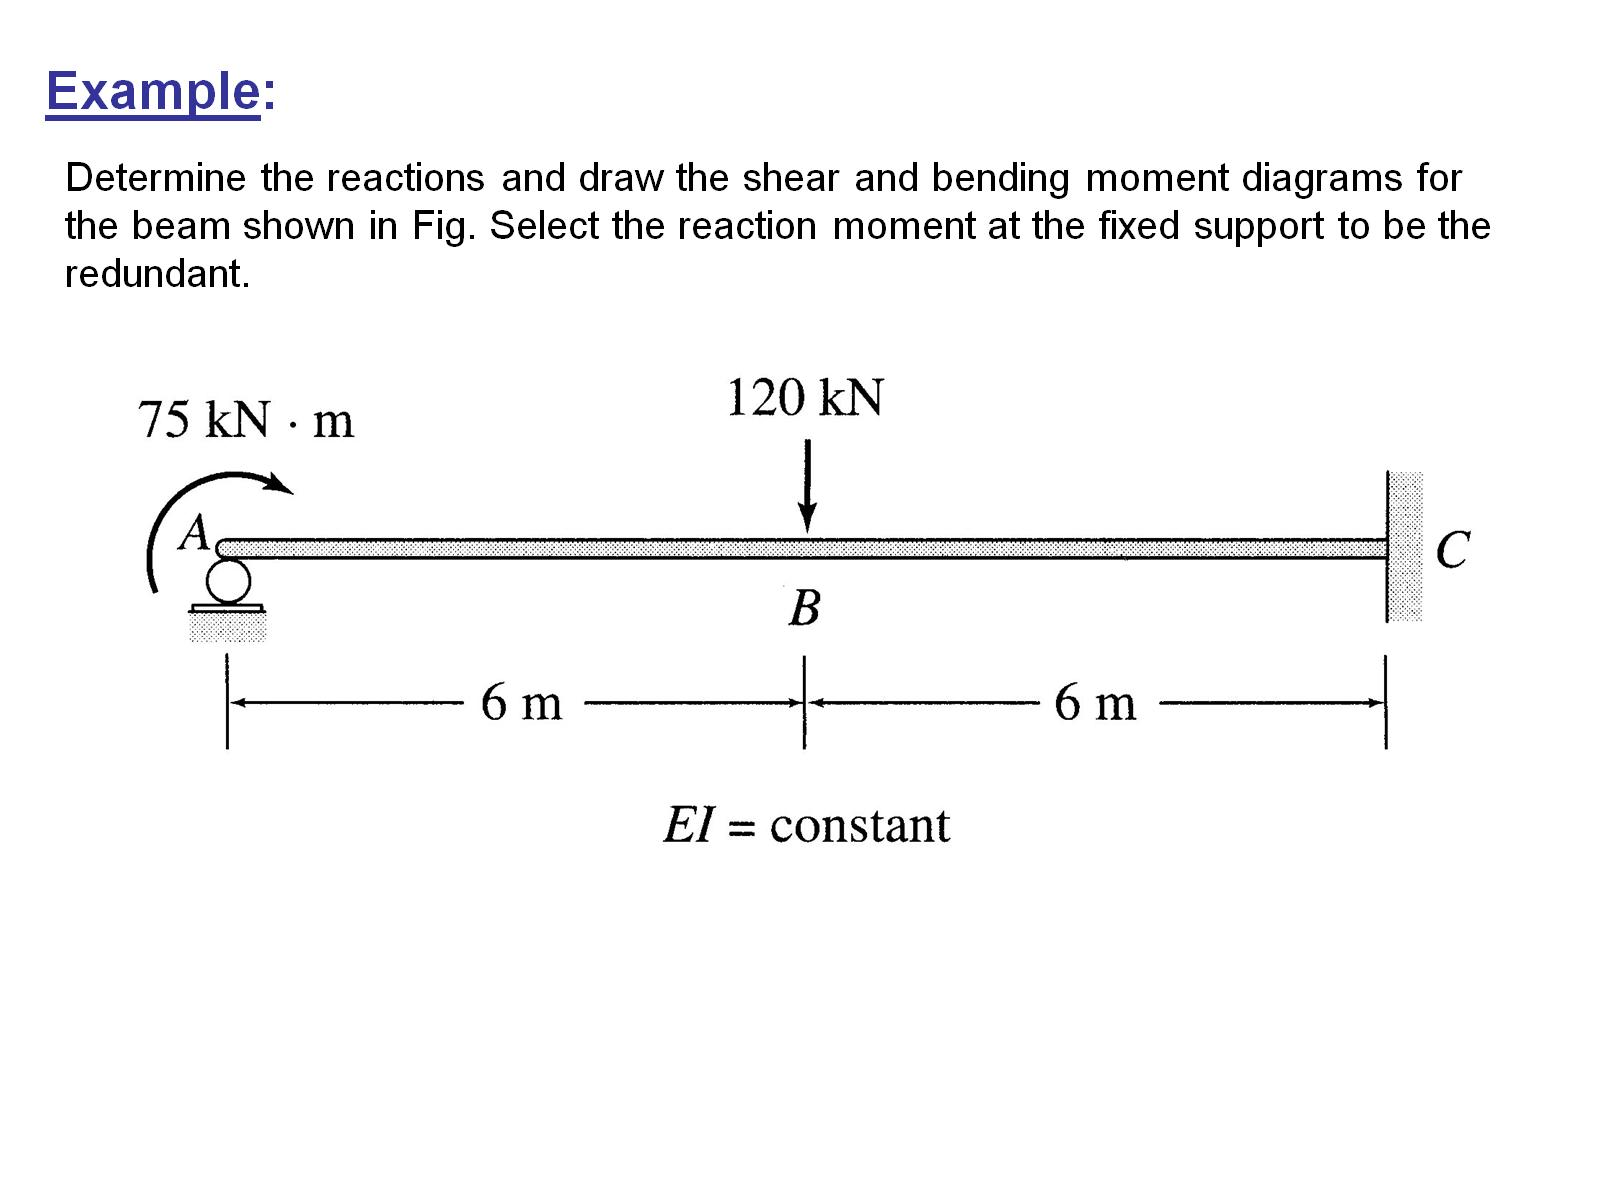 Example:
Determine the reactions and draw the shear and bending moment diagrams for
the beam shown in Fig. Select the reaction moment at the fixed support to be the
redundant.
120 kN
75 kN · m
A
C
B
6 m
6 m
EI = constant